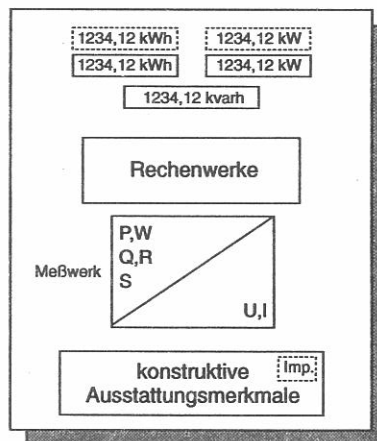 1234,12 kWh 1234,12 kW
1234,12 kWh 1234,12 kW
1234,12 kvarh
Rechenwerke
P,W
Q,R
Meßwerk S
U,I
konstruktive Imp.
Ausstattungsmerkmale